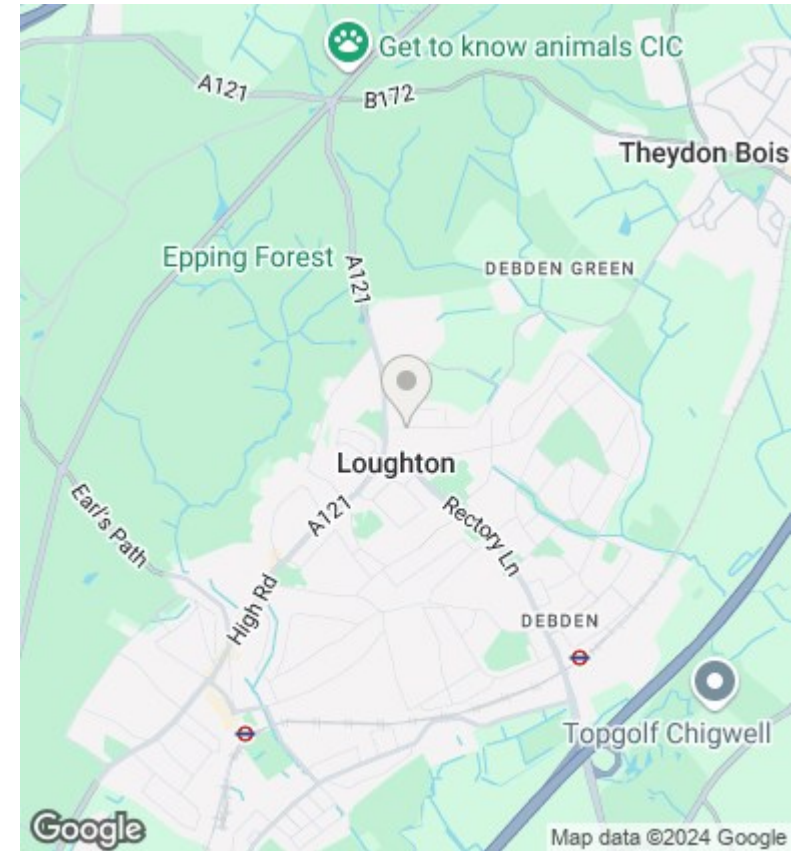 Get to know animals CIC
A121
B172
Theydon Bois
Epping Forest
A121
DEBDEN GREEN
Loughton
A121
Rectory Ln
Earl's Path
High Rd
DEBDEN
Topgolf Chigwell
Google
Map data ©2024 Google